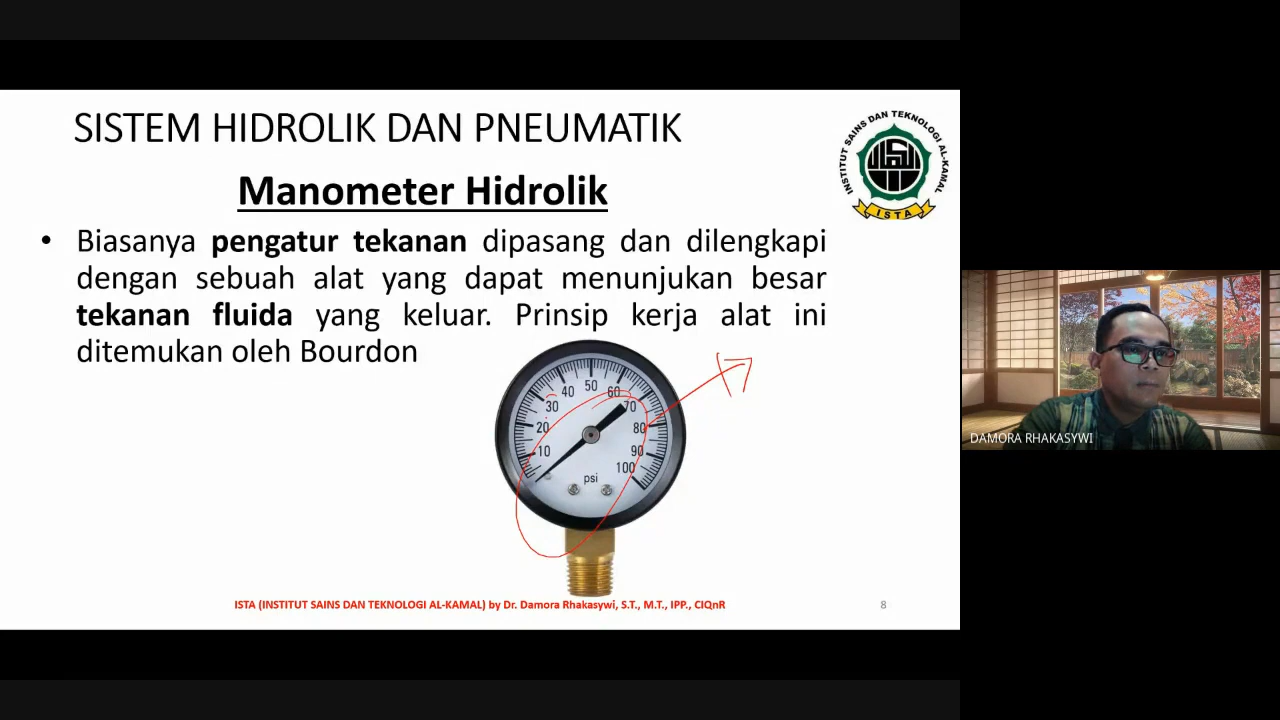 SISTEM HIDROLIK DAN PNEUMATIK
INSTITUT SAINS DAN TEKNOLOGI AL-KAMAL
ISTA
Manometer Hidrolik
• Biasanya pengatur tekanan dipasang dan dilengkapi
dengan sebuah alat yang dapat menunjukan besar
tekanan fluida yang keluar. Prinsip kerja alat ini
ditemukan oleh Bourdon
10
20
30
40
50
60
70
80
90
100
psi
DAMORA RHAKASYWI
ISTA (INSTITUT SAINS DAN TEKNOLOGI AL-KAMAL) by Dr. Damora Rhakasywi, S.T., M.T., IPP., CIQnR
8